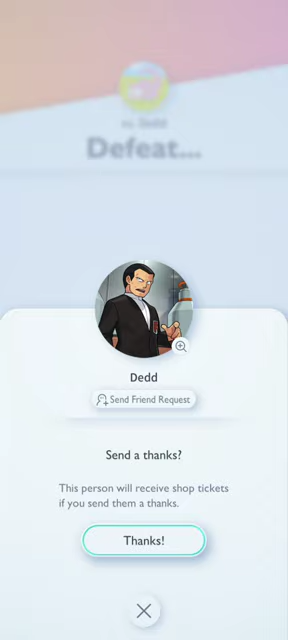 vs. Dedd
Defeat...
Dedd
Send Friend Request
Send a thanks?
This person will receive shop tickets
if you send them a thanks.
Thanks!